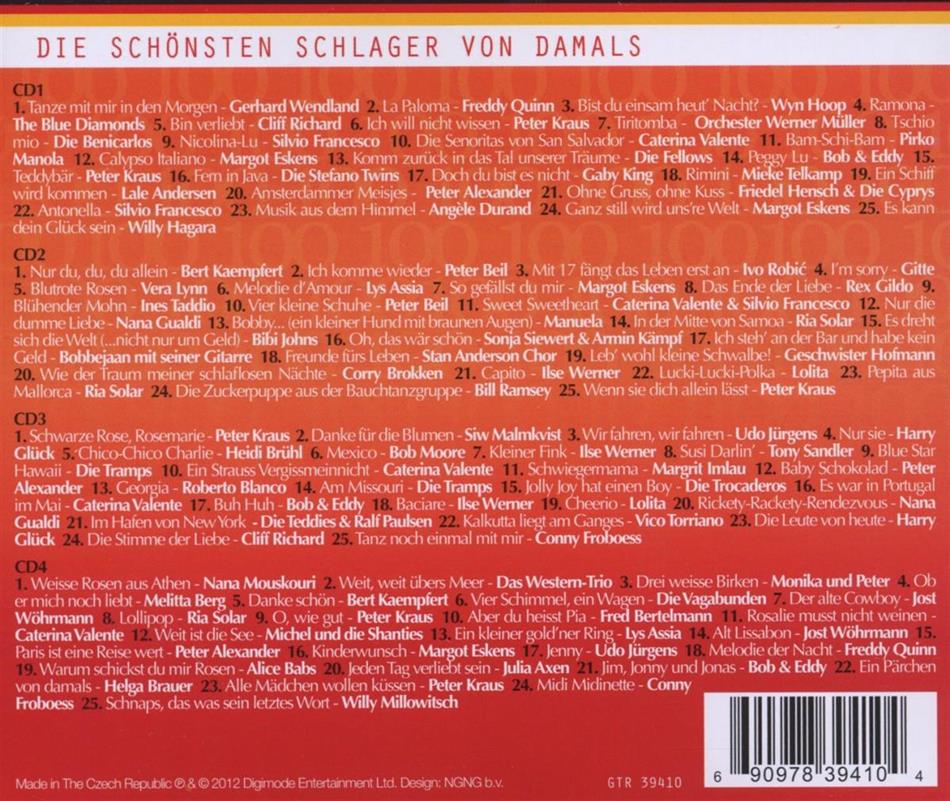 DIE SCHÖNSTEN SCHLAGER VON DAMALS
CD1
1. Tanze mit mir in den Morgen - Gerhard Wendland 2. La Paloma - Freddy Quinn 3. Bist du einsam heut' Nacht? - Wyn Hoop 4. Ramona -
The Blue Diamonds 5. Bin verliebt - Cliff Richard 6. Ich will nicht wissen - Peter Kraus 7. Tiritomba - Orchester Werner Müller 8. Tschio
mio - Die Benicarlos 9. Nicolina-Lu - Silvio Francesco 10. Die Senoritas von San Salvador - Caterina Valente 11. Bam-Schi-Bam - Pirko
Manola 12. Calypso Italiano - Margot Eskens 13. Komm zurück in das Tal unserer Träume - Die Fellows 14. Peggy Lu - Bob & Eddy 15.
Teddybär - Peter Kraus 16. Fern in Java - Die Stefano Twins 17. Doch du bist es nicht - Gaby King 18. Rimini - Mieke Telkamp 19. Ein Schiff
wird kommen - Lale Andersen 20. Amsterdammer Meisjes - Peter Alexander 21. Ohne Gruss, ohne Kuss - Friedel Hensch & Die Cyprys
22. Antonella - Silvio Francesco 23. Musik aus dem Himmel - Angèle Durand 24. Ganz still wird uns're Welt - Margot Eskens 25. Es kann
dein Glück sein - Willy Hagara
CD2
1. Nur du, du, du allein - Bert Kaempfert 2. Ich komme wieder - Peter Beil 3. Mit 17 fängt das Leben erst an - Ivo Robić 4. I'm sorry - Gitte
5. Blutrote Rosen - Vera Lynn 6. Melodie d'Amour - Lys Assia 7. So gefällst du mir - Margot Eskens 8. Das Ende der Liebe - Rex Gildo 9.
Blühender Mohn - Ines Taddio 10. Vier kleine Schuhe - Peter Beil 11. Sweet Sweetheart - Caterina Valente & Silvio Francesco 12. Nur die
dumme Liebe - Nana Gualdi 13. Bobby... (ein kleiner Hund mit braunen Augen) - Manuela 14. In der Mitte von Samoa - Ria Solar 15. Es dreht
sich die Welt (...nicht nur um Geld) - Bibi Johns 16. Oh, das wär schön - Sonja Siewert & Armin Kämpf 17. Ich steh' an der Bar und habe kein
Geld - Bobbejaan mit seiner Gitarre 18. Freunde fürs Leben - Stan Anderson Chor 19. Leb' wohl kleine Schwalbe! - Geschwister Hofmann
20. Wie der Traum meiner schlaflosen Nächte - Corry Brokken 21. Capito - Ilse Werner 22. Lucki-Lucki-Polka - Lolita 23. Pepita aus
Mallorca - Ria Solar 24. Die Zuckerpuppe aus der Bauchtanzgruppe - Bill Ramsey 25. Wenn sie dich allein lässt - Peter Kraus
CD3
1. Schwarze Rose, Rosemarie - Peter Kraus 2. Danke für die Blumen - Siw Malmkvist 3. Wir fahren, wir fahren - Udo Jürgens 4. Nur sie - Harry
Glück 5. Chico-Chico Charlie - Heidi Brühl 6. Mexico - Bob Moore 7. Kleiner Fink - Ilse Werner 8. Susi Darlin' - Tony Sandler 9. Blue Star
Hawaii - Die Tramps 10. Ein Strauss Vergissmeinnicht - Caterina Valente 11. Schwiegermama - Margrit Imlau 12. Baby Schokolad - Peter
Alexander 13. Georgia - Roberto Blanco 14. Am Missouri - Die Tramps 15. Jolly Joy hat einen Boy - Die Trocaderos 16. Es war in Portugal
im Mai - Caterina Valente 17. Buh Huh - Bob & Eddy 18. Baciare - Ilse Werner 19. Cheerio - Lolita 20. Rickety-Rackety-Rendezvous - Nana
Gualdi 21. Im Hafen von New York - Die Teddies & Ralf Paulsen 22. Kalkutta liegt am Ganges - Vico Torriano 23. Die Leute von heute - Harry
Glück 24. Die Stimme der Liebe - Cliff Richard 25. Tanz noch einmal mit mir - Conny Froboess
CD4
1. Weisse Rosen aus Athen - Nana Mouskouri 2. Weit, weit übers Meer - Das Western-Trio 3. Drei weisse Birken - Monika und Peter 4. Ob
er mich noch liebt - Melitta Berg 5. Danke schön - Bert Kaempfert 6. Vier Schimmel, ein Wagen - Die Vagabunden 7. Der alte Cowboy - Jost
Wöhrmann 8. Lollipop - Ria Solar 9. O, wie gut - Peter Kraus 10. Aber du heisst Pia - Fred Bertelmann 11. Rosalie musst nicht weinen -
Caterina Valente 12. Weit ist die See - Michel und die Shanties 13. Ein kleiner gold'ner Ring - Lys Assia 14. Alt Lissabon - Jost Wöhrmann 15.
Paris ist eine Reise wert - Peter Alexander 16. Kinderwunsch - Margot Eskens 17. Jenny - Udo Jürgens 18. Melodie der Nacht - Freddy Quinn
19. Warum schickst du mir Rosen - Alice Babs 20. Jeden Tag verliebt sein - Julia Axen 21. Jim, Jonny und Jonas - Bob & Eddy 22. Ein Pärchen
von damals - Helga Brauer 23. Alle Mädchen wollen küssen - Peter Kraus 24. Midi Midinette - Conny
Froboess 25. Schnaps, das was sein letztes Wort - Willy Millowitsch
Made in The Czech Republic ℗ & © 2012 Digimode Entertainment Ltd. Design: NGNG b.v.
GTR 39410
6 90978 39410 4